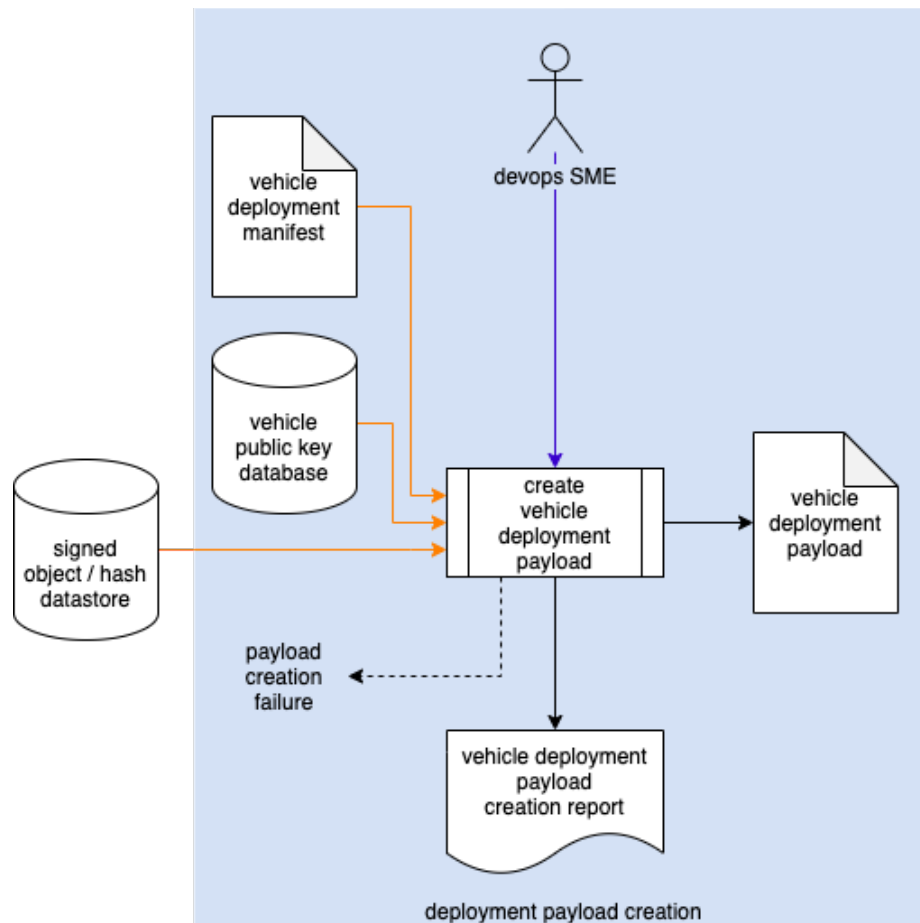 devops SME
vehicle
deployment
manifest
vehicle
public key
database
signed
object / hash
datastore
create
vehicle
deployment
payload
vehicle
deployment
payload
payload
creation
failure
vehicle deployment
payload
creation report
deployment payload creation